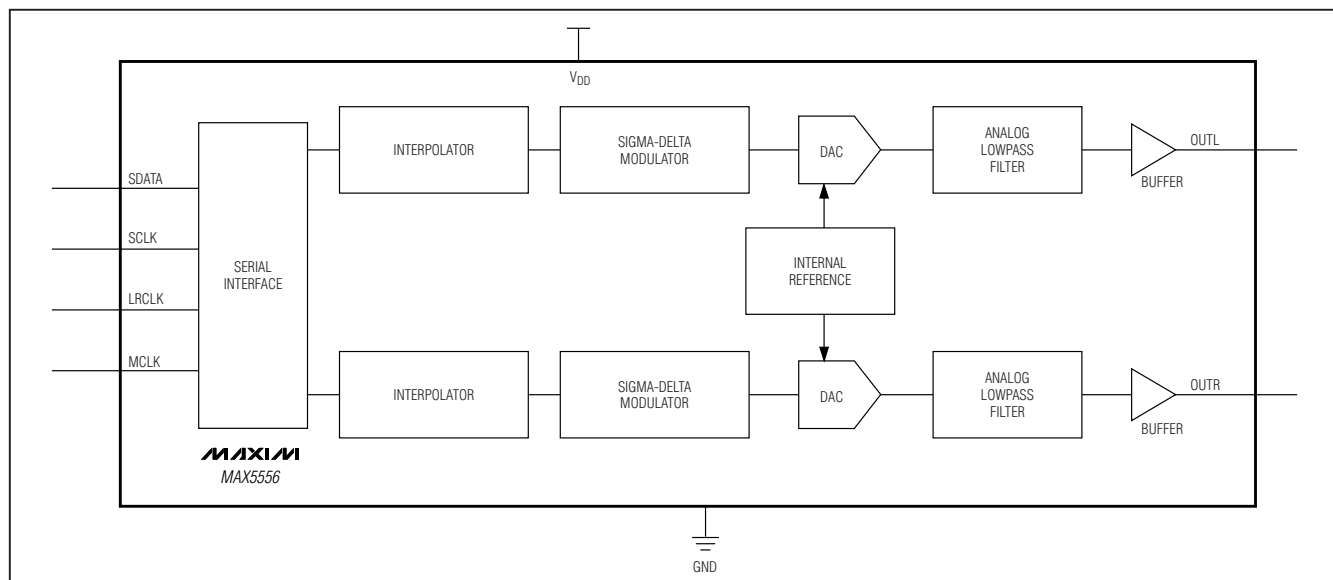 VDD
SDATA
SCLK
LRCLK
MCLK
SERIAL
INTERFACE
INTERPOLATOR
SIGMA-DELTA
MODULATOR
DAC
ANALOG
LOWPASS
FILTER
BUFFER
OUTL
INTERNAL
REFERENCE
INTERPOLATOR
SIGMA-DELTA
MODULATOR
DAC
ANALOG
LOWPASS
FILTER
BUFFER
OUTR
MAXIM
MAX5556
GND